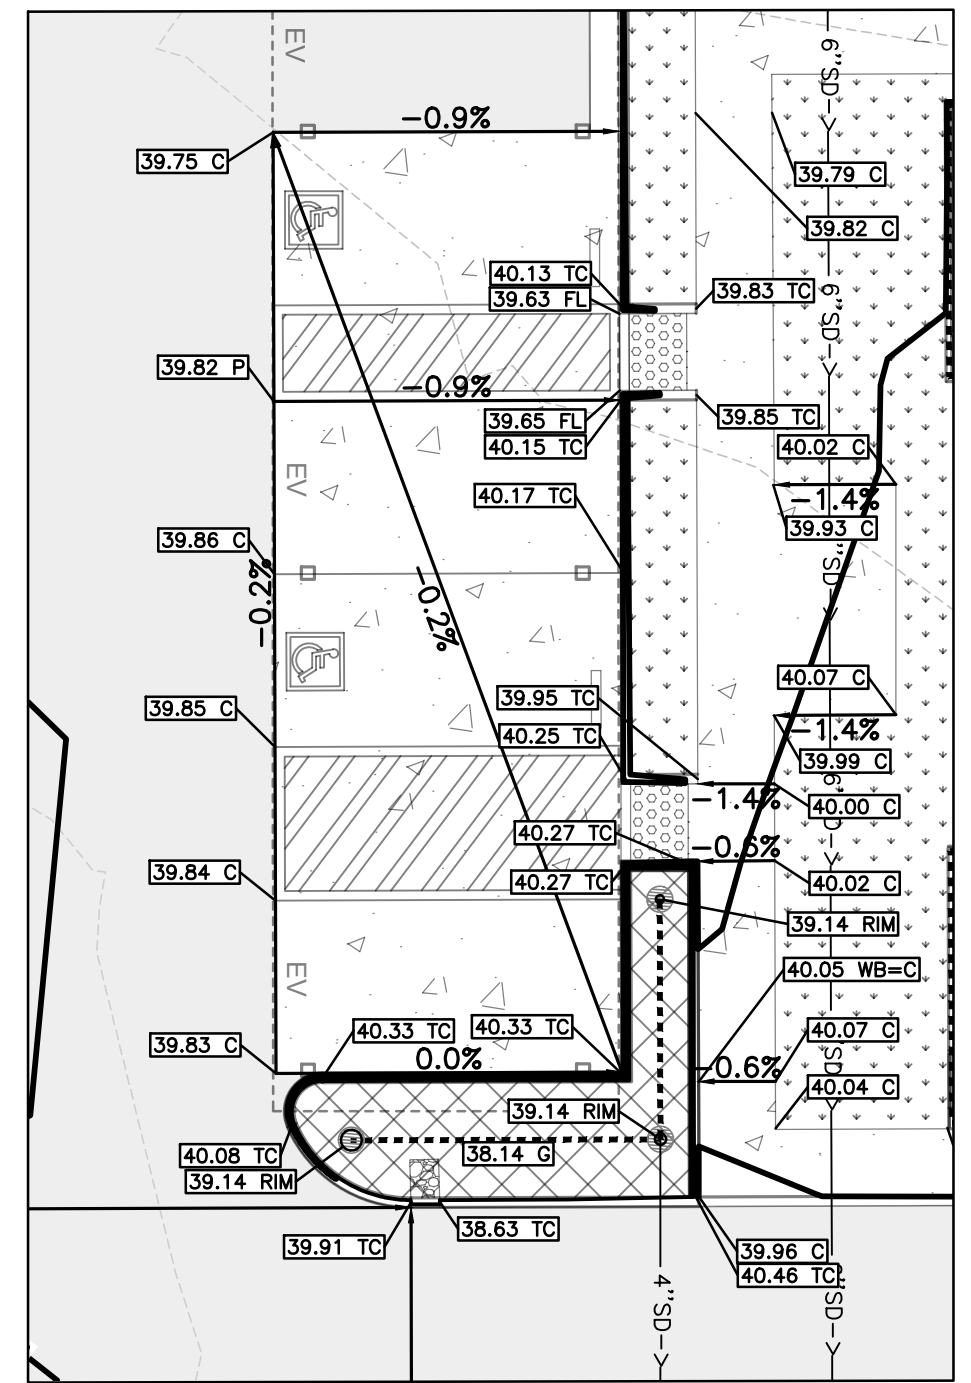 EV
6"SD
-0.9%
39.75 C
39.79 C
39.82 C
40.13 TC
39.63 FL
39.83 TC
6"SD
39.82 P
-0.9%
39.65 FL
40.15 TC
39.85 TC
40.02 C
EV
40.17 TC
-1.4%
39.93 C
39.86 C
-0.2%
-0.2%
"SD
40.07 C
39.95 TC
39.85 C
40.25 TC
-1.4%
39.99 C
-1.4%
40.00 C
40.27 TC
-0.6%
39.84 C
40.27 TC
40.02 C
39.14 RIM
EV
40.05 WB=C
40.33 TC
40.33 TC
40.07 C
39.83 C
0.0%
-0.6%
SD
40.04 C
39.14 RIM
40.08 TC
38.14 G
39.14 RIM
38.63 TC
39.91 TC
39.96 C
40.46 TC
4"SD
"SD